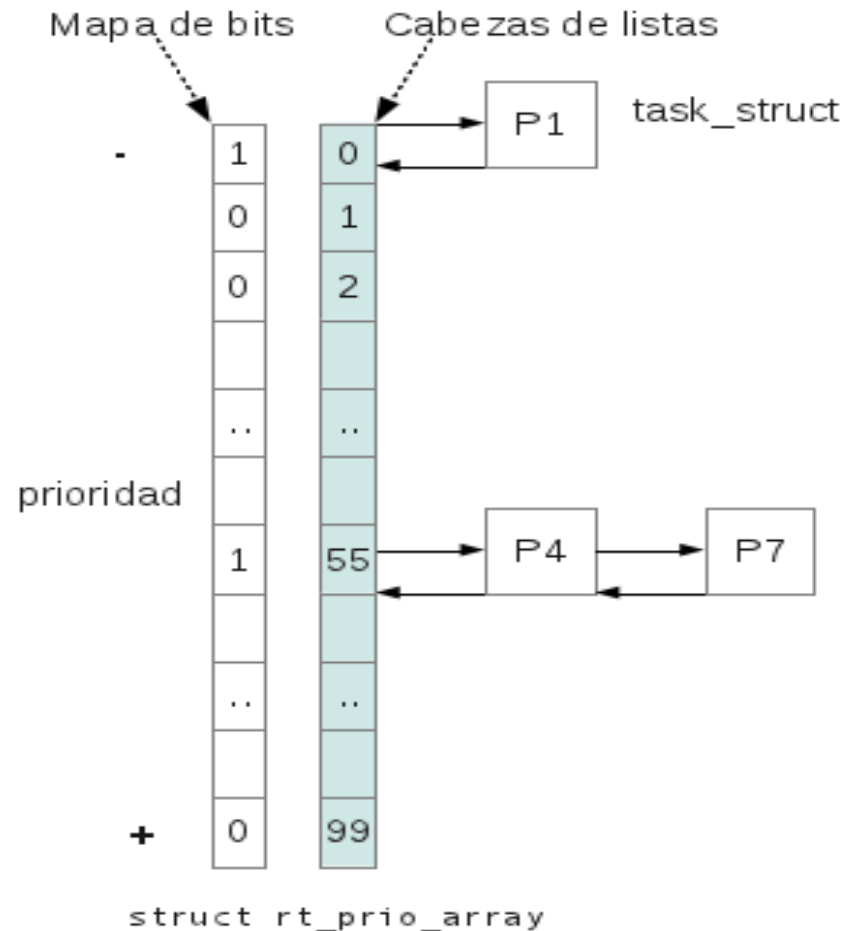 Mapa de bits Cabezas de listas
P1 task_struct
- 1 0
0 1
0 2
.. ..
prioridad
1 55 P4 P7
.. ..
+ 0 99
struct rt_prio_array